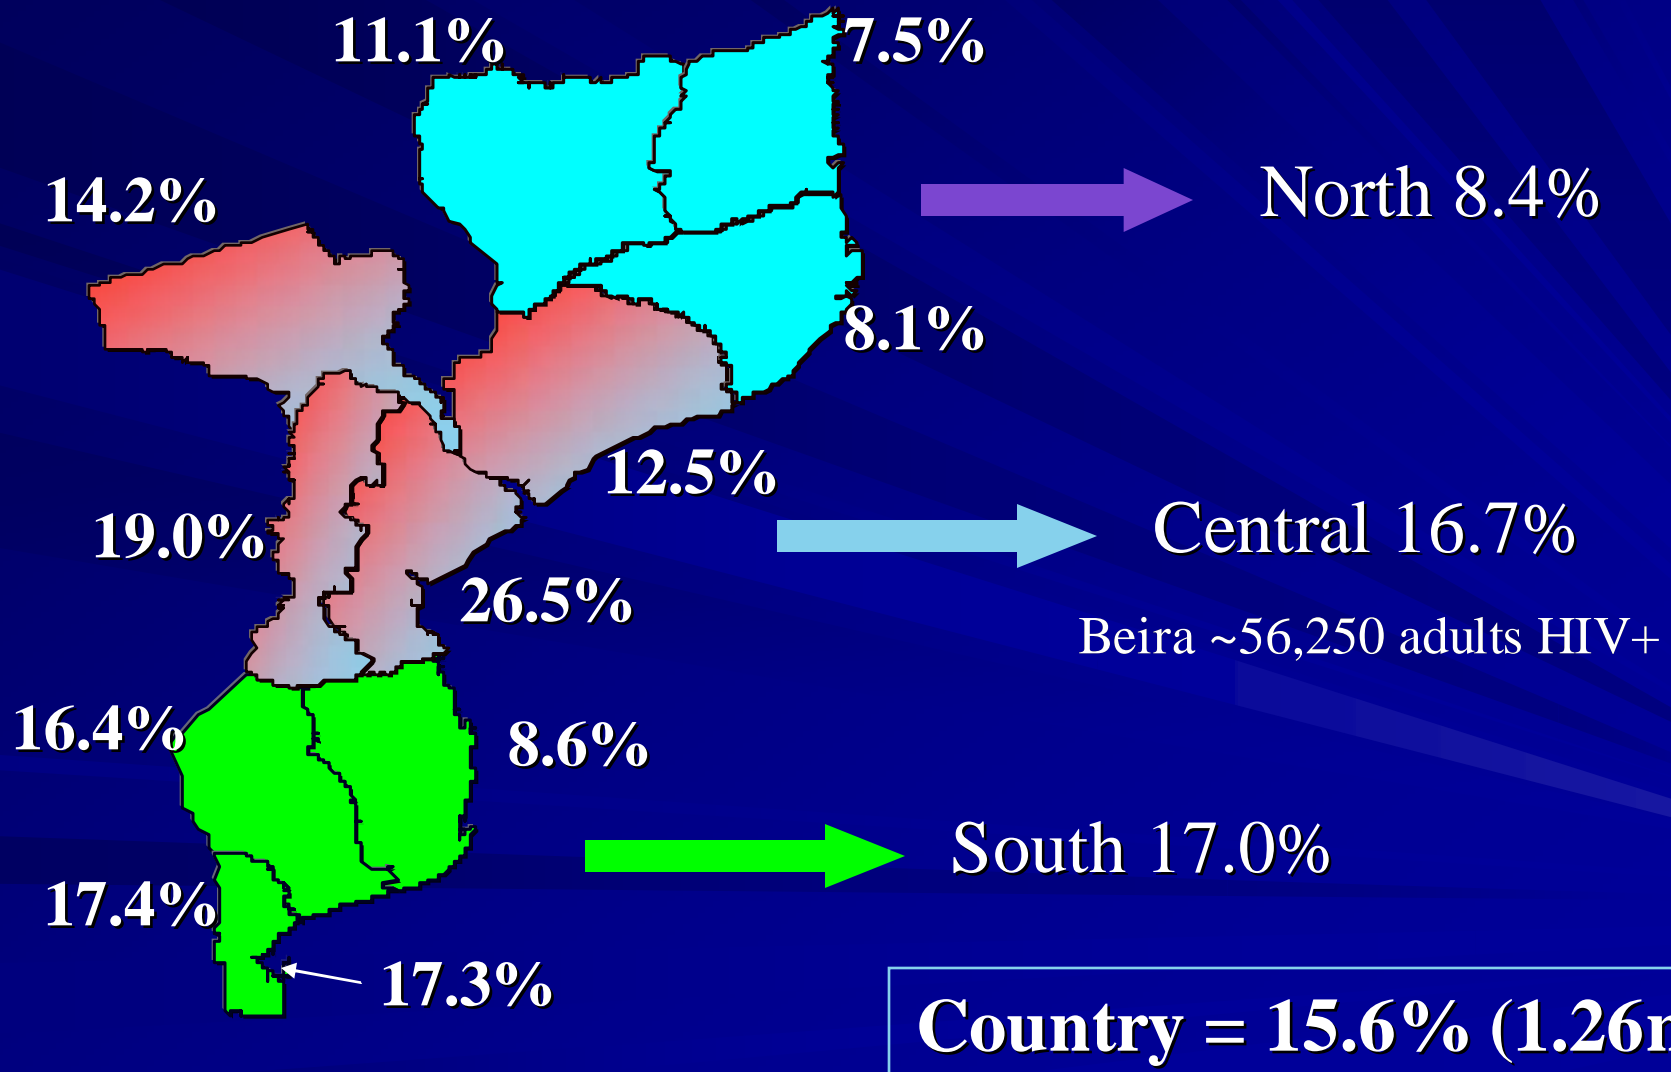 11.1%
7.5%
14.2%
North 8.4%
8.1%
12.5%
19.0%
Central 16.7%
26.5%
Beira ~56,250 adults HIV+
16.4%
8.6%
South 17.0%
17.4%
17.3%
Country = 15.6% (1.26